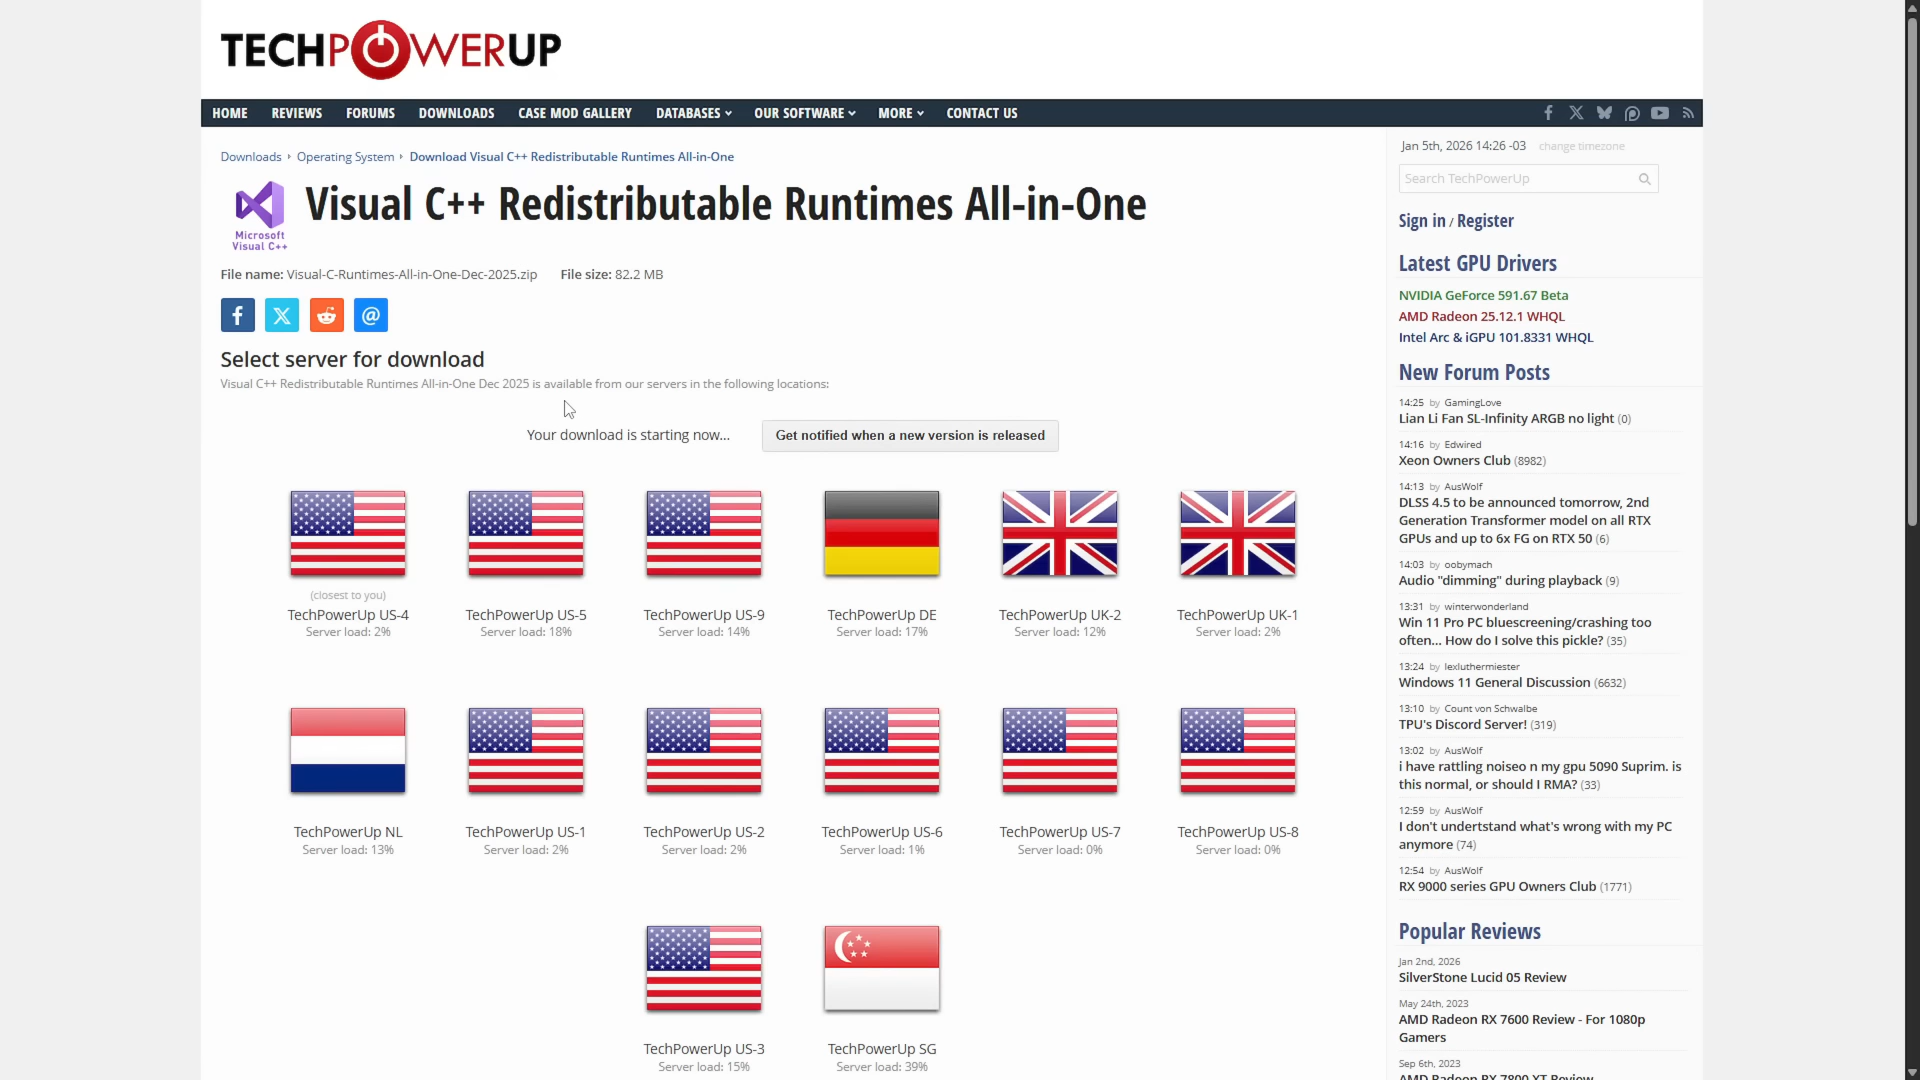 TECHPOWERUP
HOME REVIEWS FORUMS DOWNLOADS CASE MOD GALLERY DATABASES OUR SOFTWARE MORE CONTACT US
Downloads › Operating System › Download Visual C++ Redistributable Runtimes All-in-One
Microsoft
Visual C++
Visual C++ Redistributable Runtimes All-in-One
File name: Visual-C-Runtimes-All-in-One-Dec-2025.zip File size: 82.2 MB
Select server for download
Visual C++ Redistributable Runtimes All-in-One Dec 2025 is available from our servers in the following locations:
Your download is starting now... Get notified when a new version is released
(closest to you)
TechPowerUp US-4 TechPowerUp US-5 TechPowerUp US-9 TechPowerUp DE TechPowerUp UK-2 TechPowerUp UK-1
Server load: 2% Server load: 18% Server load: 14% Server load: 17% Server load: 12% Server load: 2%
TechPowerUp NL TechPowerUp US-1 TechPowerUp US-2 TechPowerUp US-6 TechPowerUp US-7 TechPowerUp US-8
Server load: 13% Server load: 2% Server load: 2% Server load: 1% Server load: 0% Server load: 0%
TechPowerUp US-3 TechPowerUp SG
Server load: 15% Server load: 39%
Jan 5th, 2026 14:26 -03 change timezone
Search TechPowerUp
Sign in / Register
Latest GPU Drivers
NVIDIA GeForce 591.67 Beta
AMD Radeon 25.12.1 WHQL
Intel Arc & iGPU 101.8331 WHQL
New Forum Posts
14:25 by GamingLove
Lian Li Fan SL-Infinity ARGB no light (0)
14:16 by Edwired
Xeon Owners Club (8982)
14:13 by AusWolf
DLSS 4.5 to be announced tomorrow, 2nd
Generation Transformer model on all RTX
GPUs and up to 6x FG on RTX 50 (6)
14:03 by oobymach
Audio "dimming" during playback (9)
13:31 by winterwonderland
Win 11 Pro PC bluescreening/crashing too
often... How do I solve this pickle? (35)
13:24 by lexluthermiester
Windows 11 General Discussion (6632)
13:10 by Count von Schwalbe
TPU's Discord Server! (319)
13:02 by AusWolf
i have rattling noiseo n my gpu 5090 Suprim. is
this normal, or should I RMA? (33)
12:59 by AusWolf
I don't undertstand what's wrong with my PC
anymore (74)
12:54 by AusWolf
RX 9000 series GPU Owners Club (1771)
Popular Reviews
Jan 2nd, 2026
SilverStone Lucid 05 Review
May 24th, 2023
AMD Radeon RX 7600 Review - For 1080p
Gamers
Sep 6th, 2023
AMD Radeon RX 7800 XT Review